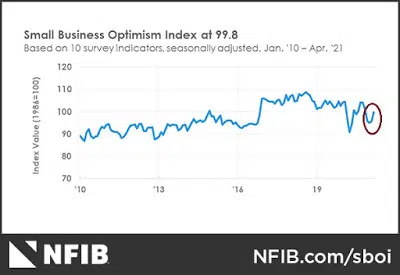 Small Business Optimism Index at 99.8
Based on 10 survey indicators, seasonally adjusted, Jan. '10 – Apr. '21
Index Value (1986=100)
120
110
100
90
80
70
'10
'13
'16
19
NFIB
NFIB.com/sboi